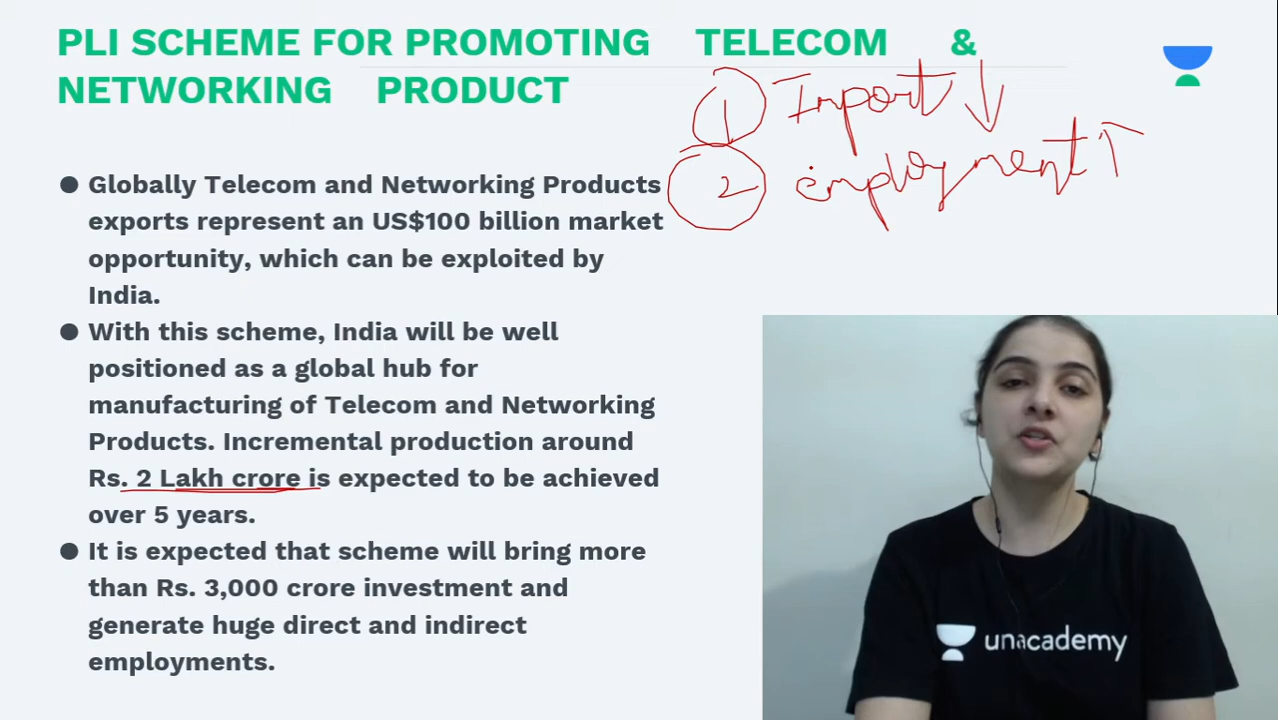 PLI SCHEME FOR PROMOTING TELECOM &
NETWORKING PRODUCT
1 Import ↓
2 employment ↑
● Globally Telecom and Networking Products
exports represent an US$100 billion market
opportunity, which can be exploited by
India.
● With this scheme, India will be well
positioned as a global hub for
manufacturing of Telecom and Networking
Products. Incremental production around
Rs. 2 Lakh crore is expected to be achieved
over 5 years.
● It is expected that scheme will bring more
than Rs. 3,000 crore investment and
generate huge direct and indirect
employments.
unacademy